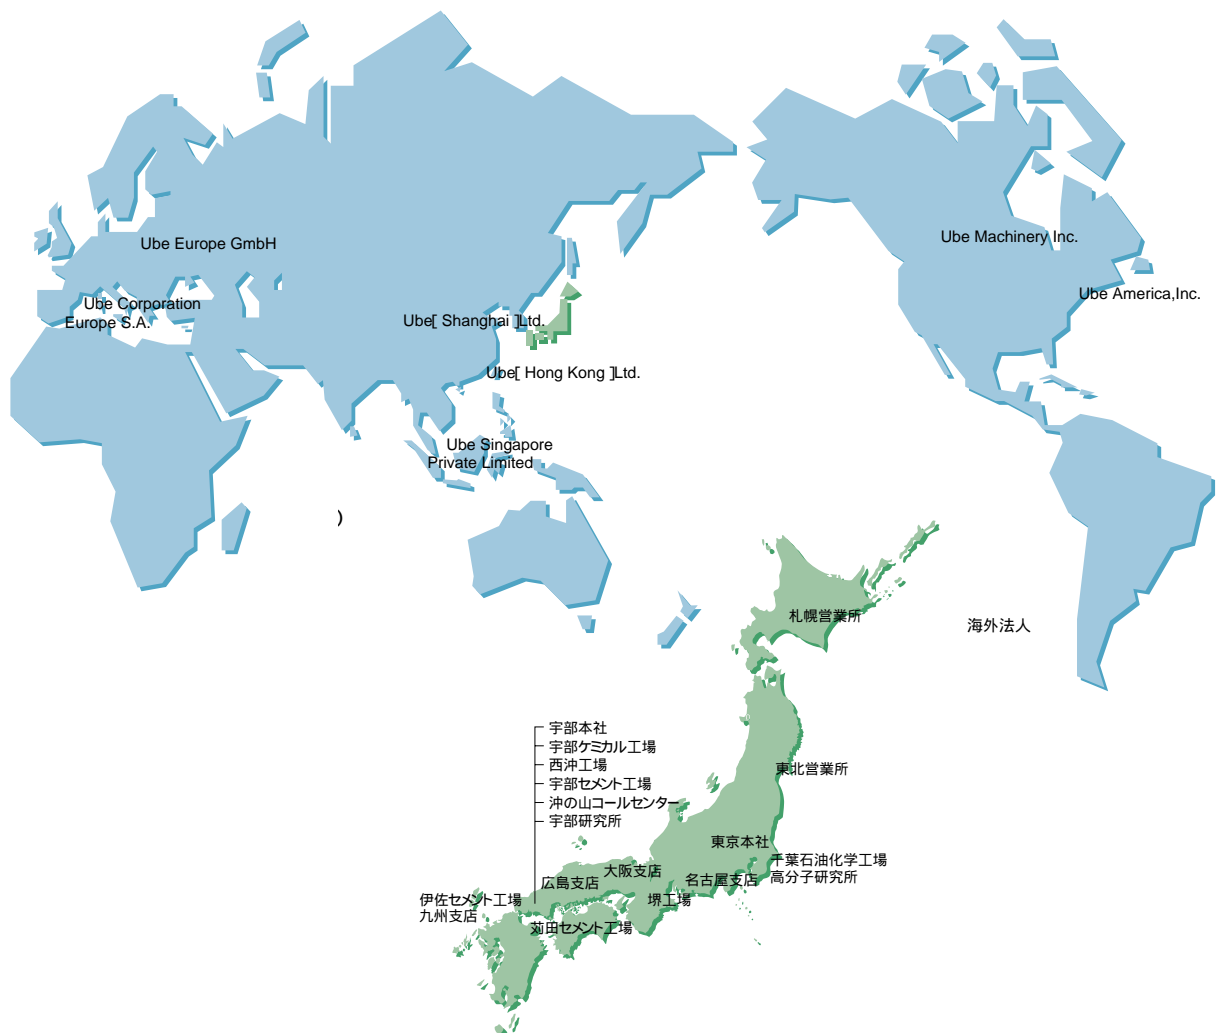 Ube Europe GmbH
Ube Machinery Inc.
Ube Corporation
Europe S.A.
Ube America,Inc.
Ube[ Shanghai ]Ltd.
Ube[ Hong Kong ]Ltd.
Ube Singapore
Private Limited
)
札幌営業所
海外法人
宇部本社
宇部ケミカル工場
西沖工場
宇部セメント工場
沖の山コールセンター
宇部研究所
東北営業所
東京本社
千葉石油化学工場
高分子研究所
名古屋支店
大阪支店
堺工場
広島支店
伊佐セメント工場
九州支店
苅田セメント工場